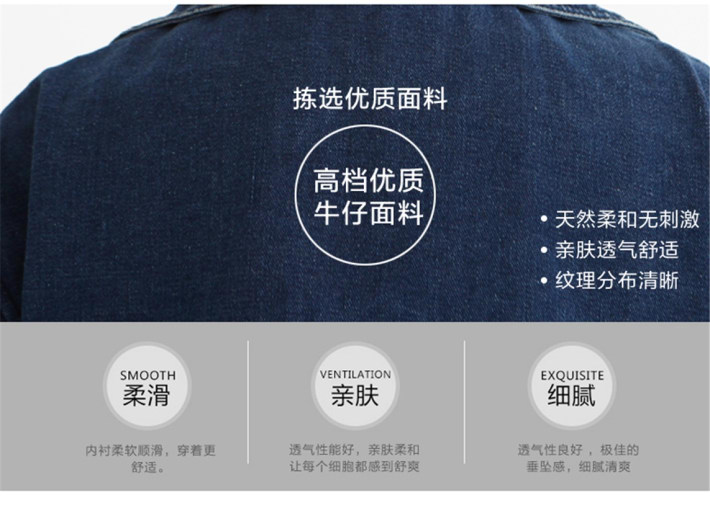 拣选优质面料
高档优质
牛仔面料
• 天然柔和无刺激
• 亲肤透气舒适
• 纹理分布清晰
SMOOTH
柔滑
内衬柔软顺滑，穿着更
舒适。
VENTILATION
亲肤
透气性能好，亲肤柔和
让每个细胞都感到舒爽
EXQUISITE
细腻
透气性良好 ，极佳的
垂坠感，细腻清爽